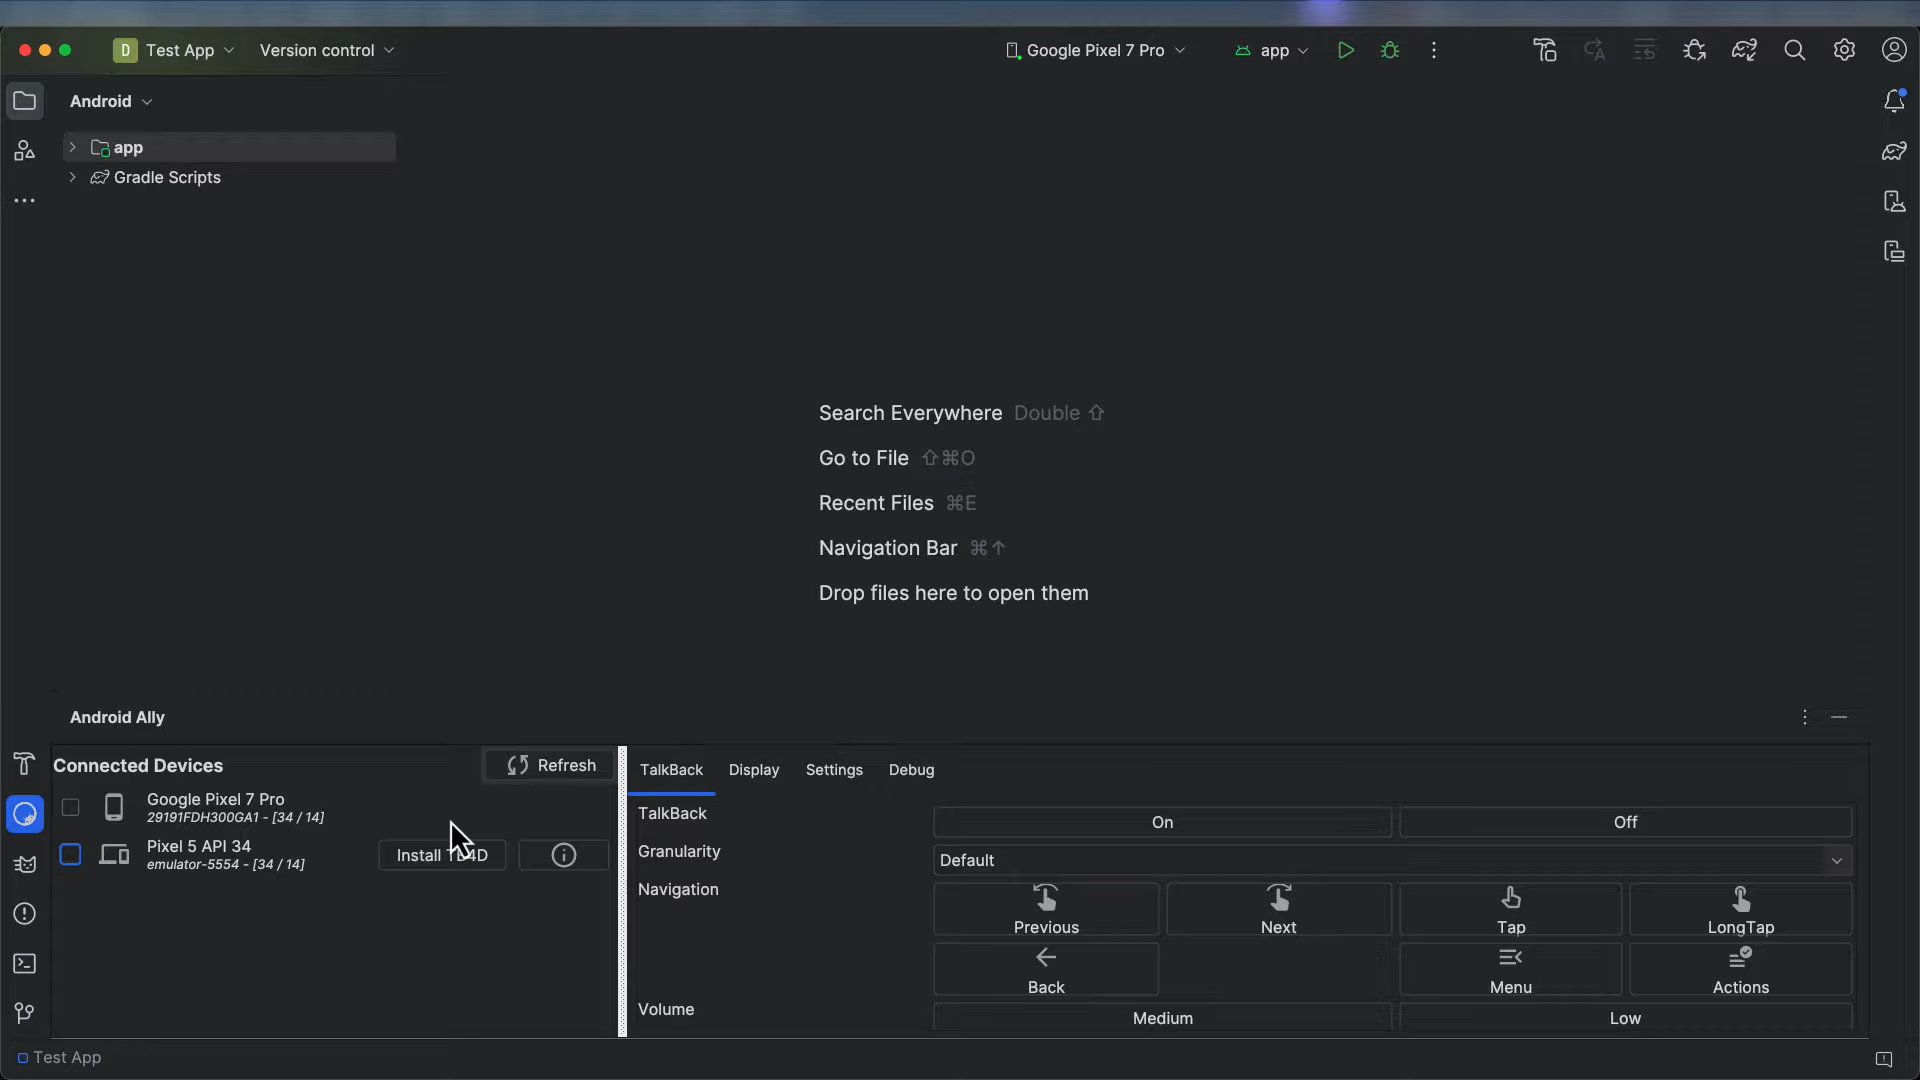 D Test App Version control Google Pixel 7 Pro app
Android
app
Gradle Scripts
Search Everywhere Double ⇧
Go to File ⇧⌘O
Recent Files ⌘E
Navigation Bar ⌘↑
Drop files here to open them
Android Ally
Connected Devices Refresh
Google Pixel 7 Pro
29191FDH300GA1 - [34 / 14]
Pixel 5 API 34
emulator-5554 - [34 / 14]
Install TB4D
TalkBack Display Settings Debug
TalkBack On Off
Granularity Default
Navigation
Previous Next Tap LongTap
Back Menu Actions
Volume Medium Low
Test App